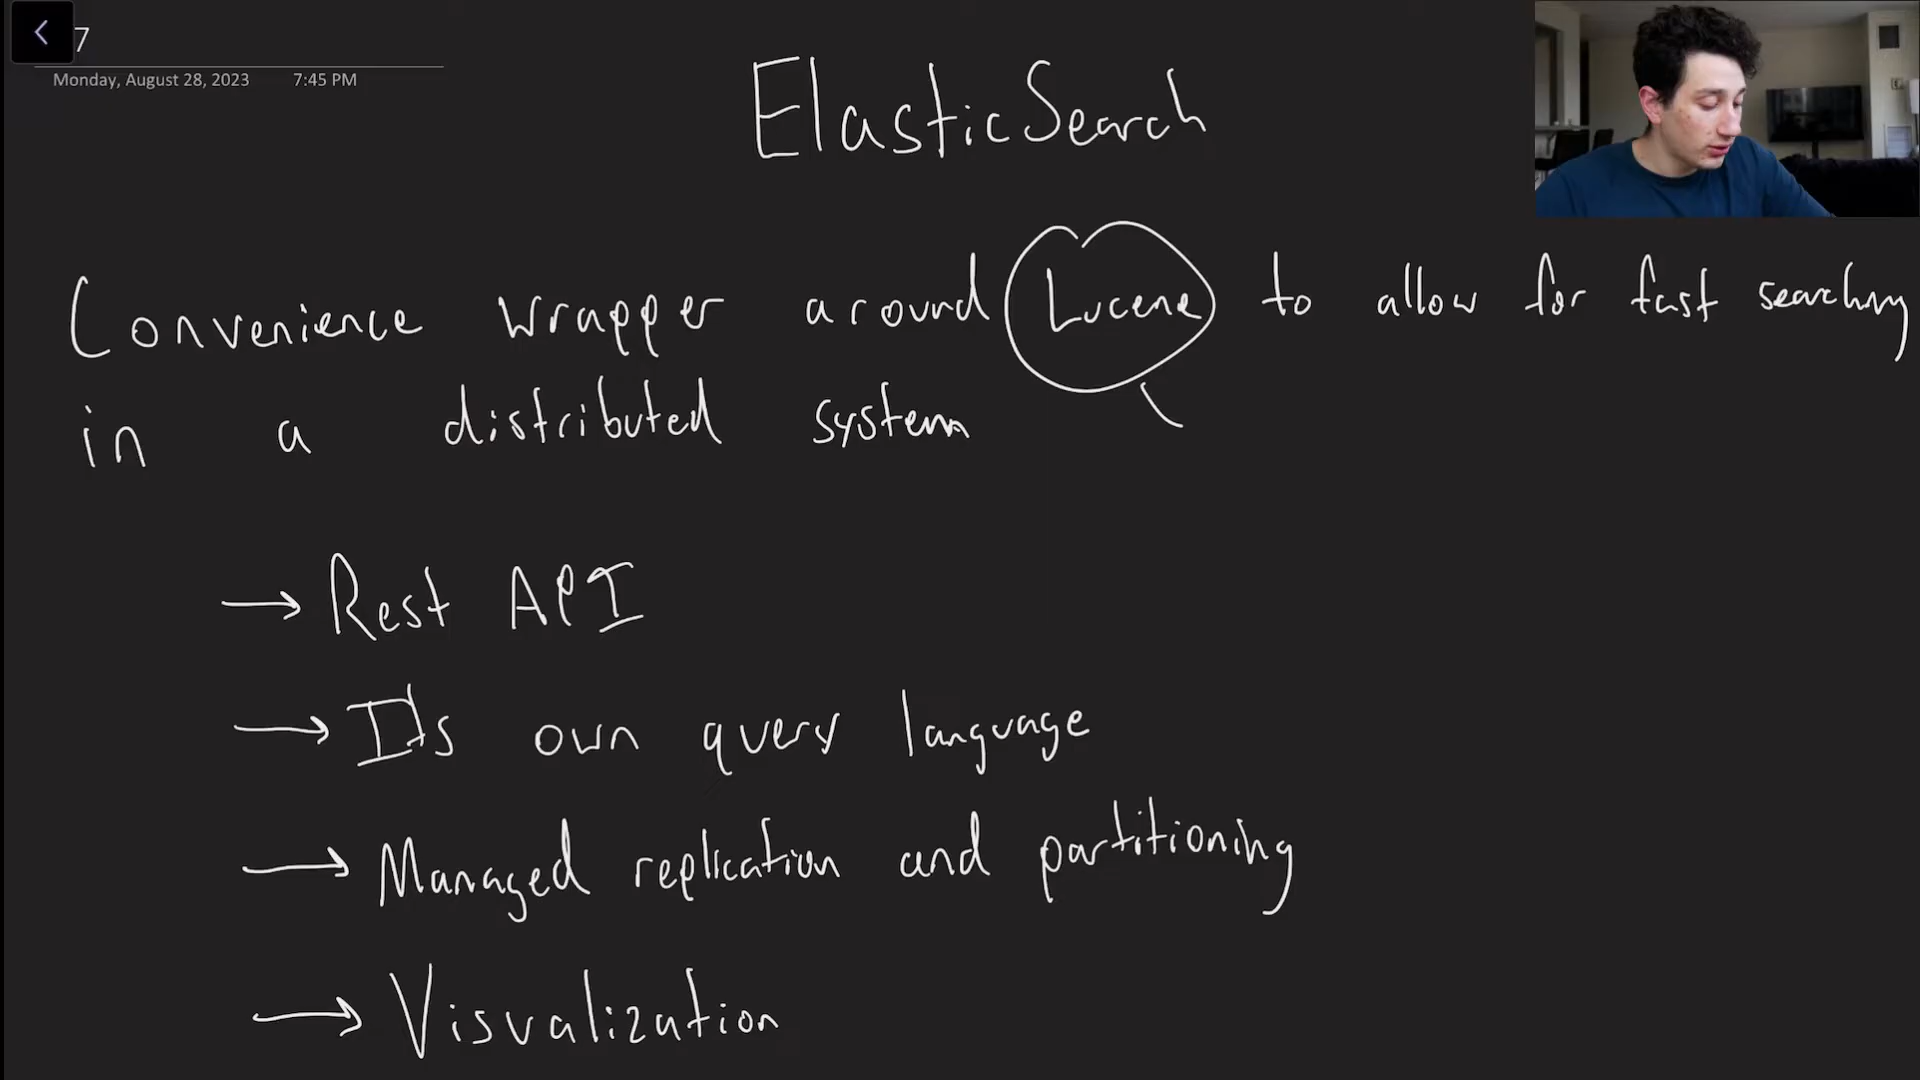 7
Monday, August 28, 2023 7:45 PM
ElasticSearch
Convenience wrapper around Lucene to allow for fast searching
in a distributed system
→ Rest API
→ Its own query language
→ Managed replication and partitioning
→ Visualization